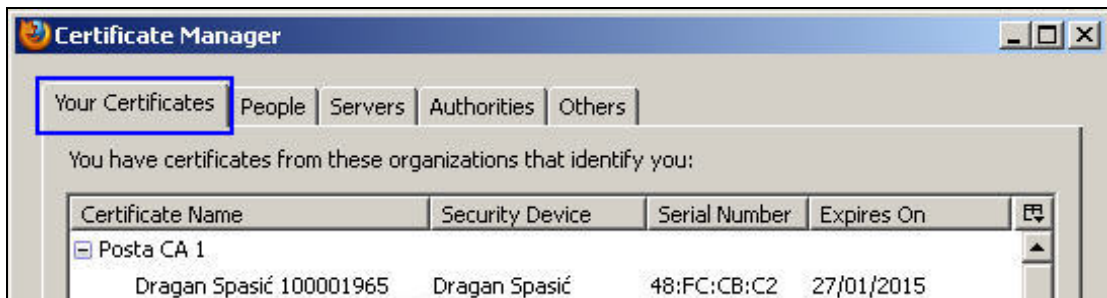 Certificate Manager
Your Certificates People Servers Authorities Others
You have certificates from these organizations that identify you:
Certificate Name Security Device Serial Number Expires On
Posta CA 1
Dragan Spasić 100001965 Dragan Spasić 48:FC:CB:C2 27/01/2015